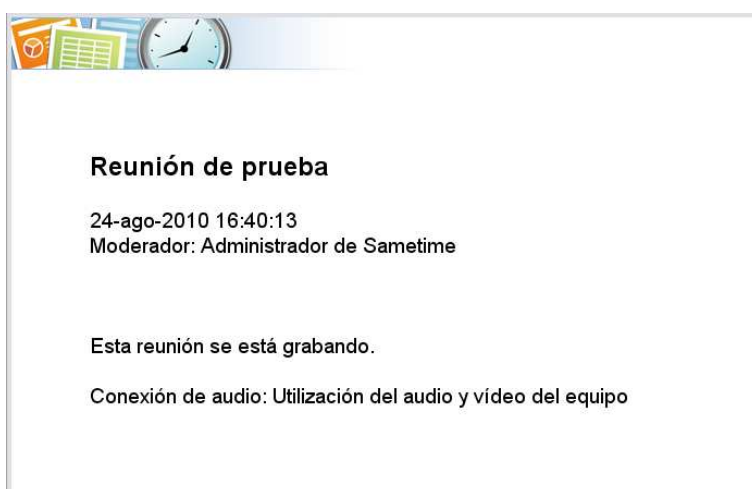 Reunión de prueba
24-ago-2010 16:40:13
Moderador: Administrador de Sametime
Esta reunión se está grabando.
Conexión de audio: Utilización del audio y vídeo del equipo